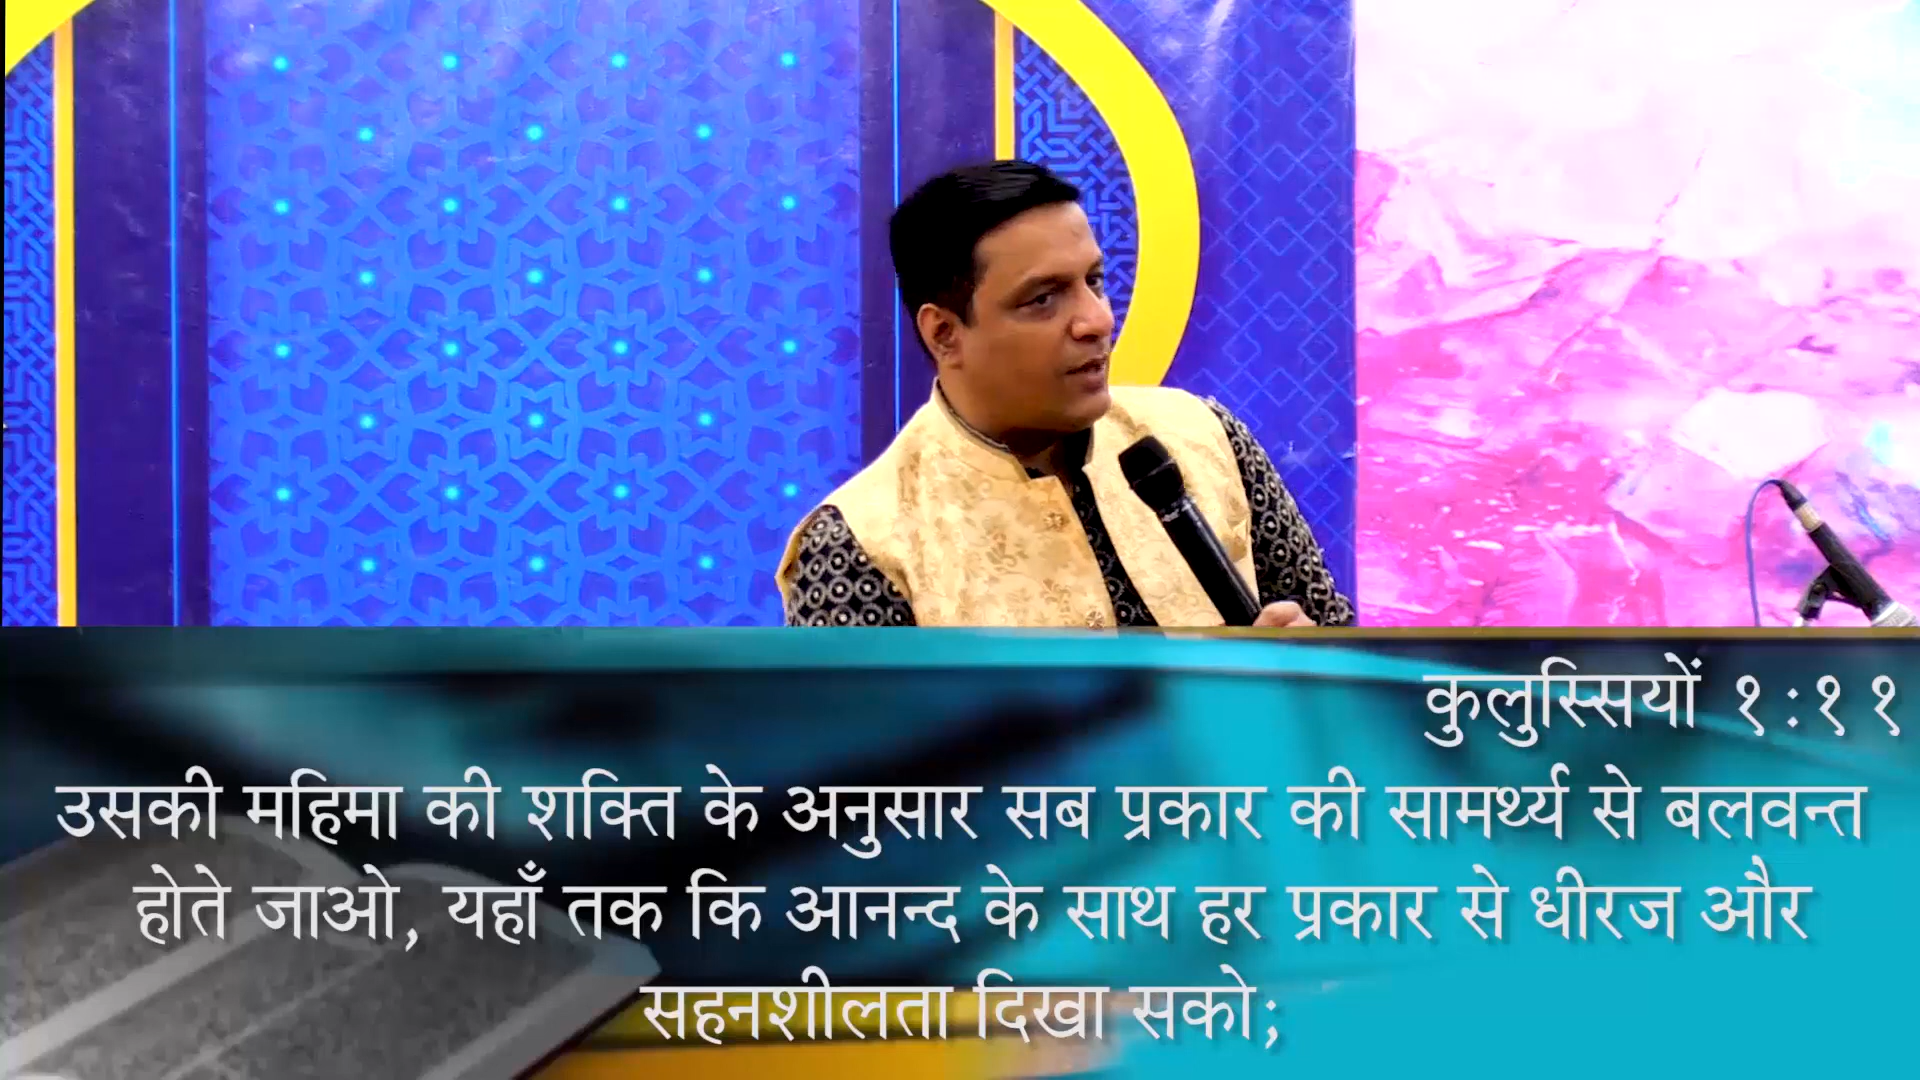 कुलुस्सियों १:११
उसकी महिमा की शक्ति के अनुसार सब प्रकार की सामर्थ्य से बलवन्त
होते जाओ, यहाँ तक कि आनन्द के साथ हर प्रकार से धीरज और
सहनशीलता दिखा सको;